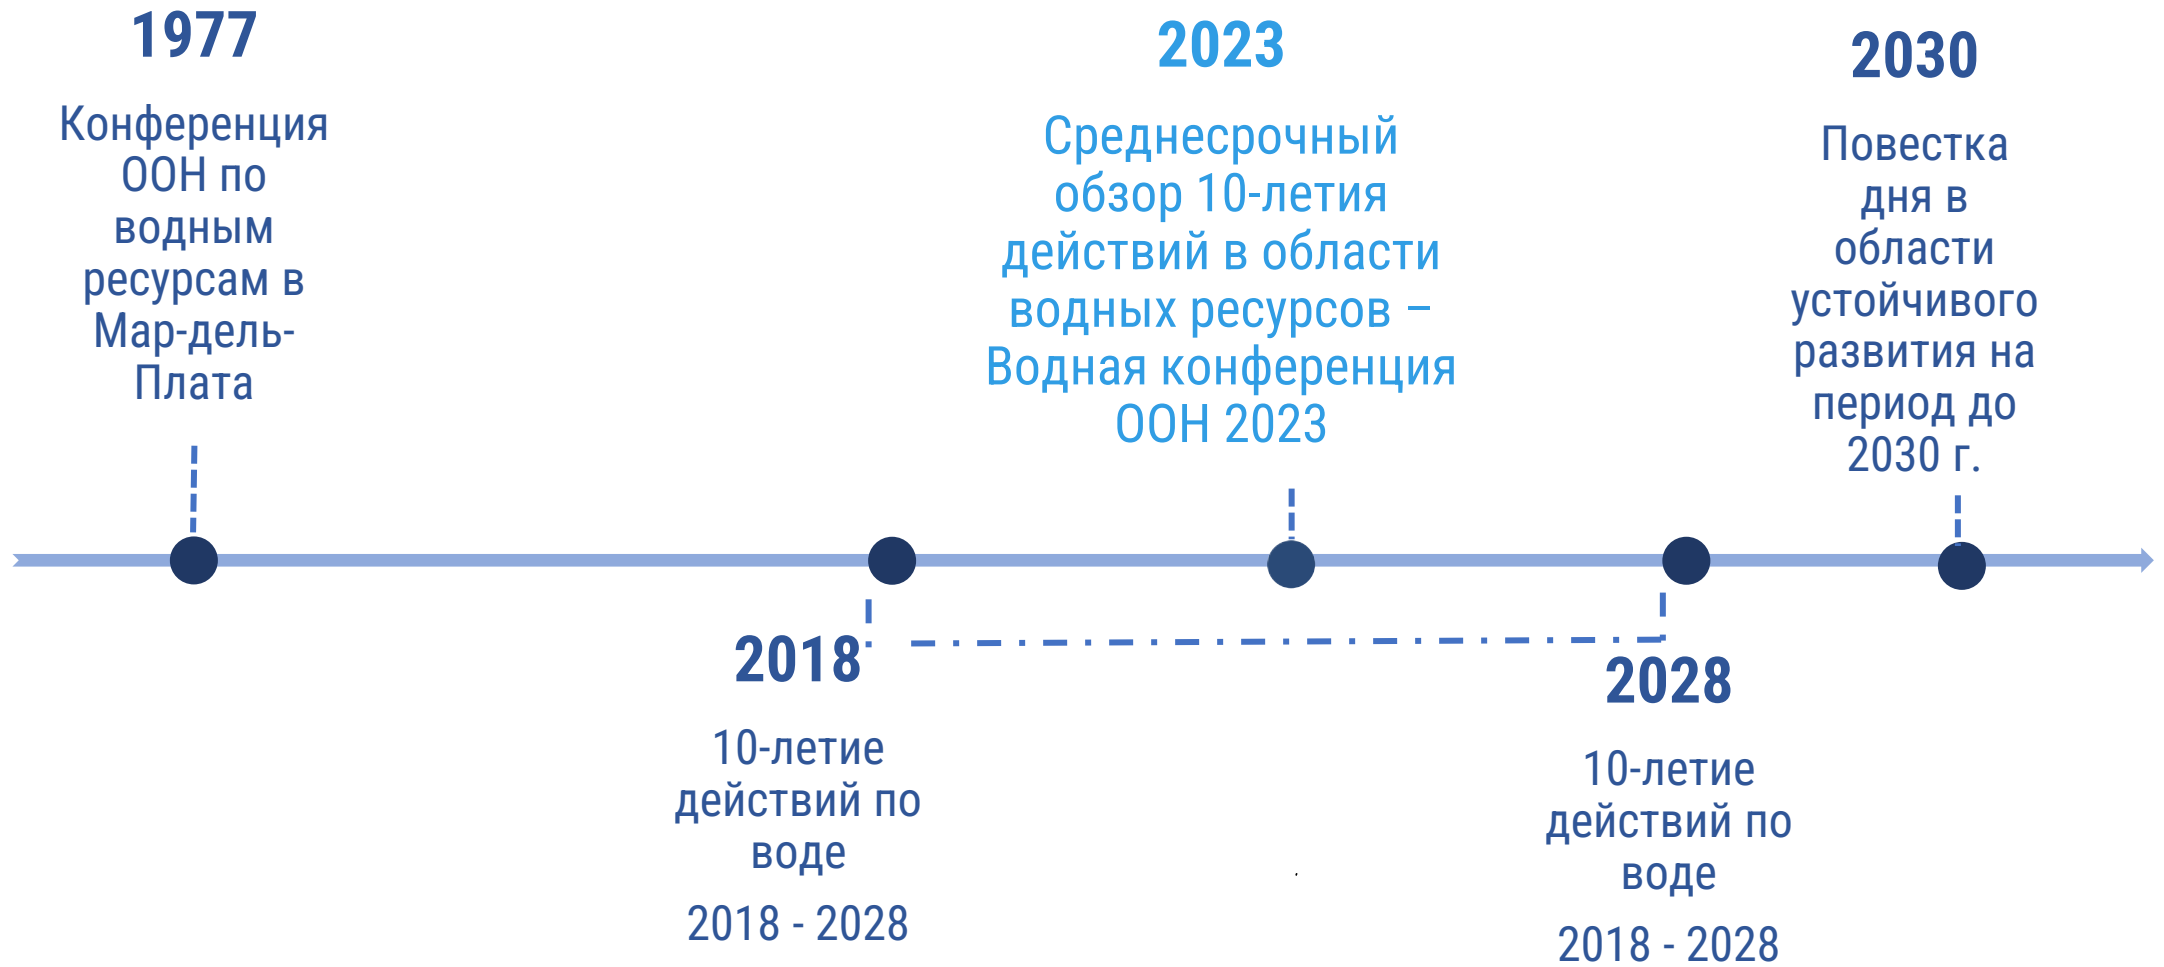 1977
Конференция
ООН по
водным
ресурсам в
Мар-дель-
Плата
2023
Среднесрочный
обзор 10-летия
действий в области
водных ресурсов –
Водная конференция
ООН 2023
2030
Повестка
дня в
области
устойчивого
развития на
период до
2030 г.
2018
10-летие
действий по
воде
2018 - 2028
2028
10-летие
действий по
воде
2018 - 2028